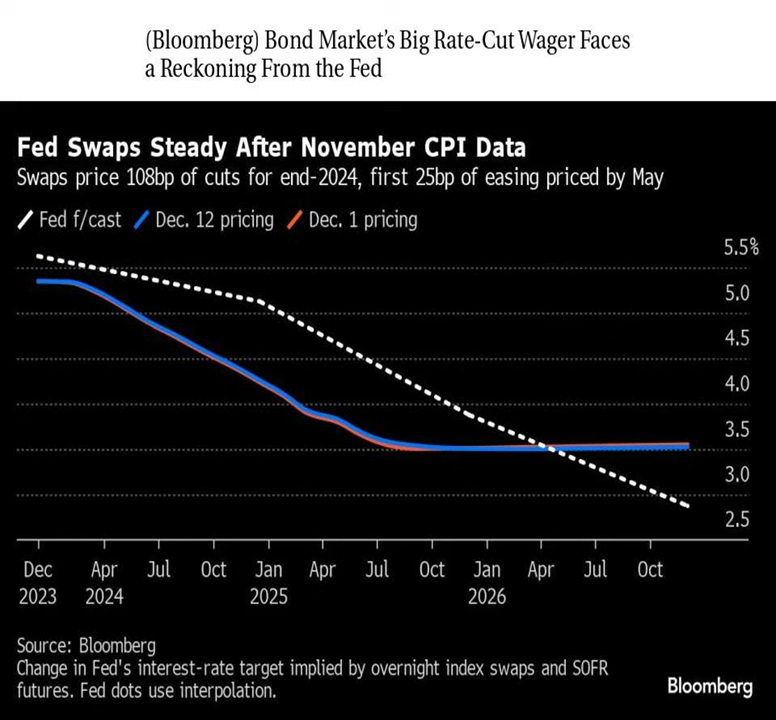 (Bloomberg) Bond Market's Big Rate-Cut Wager Faces
a Reckoning From the Fed
Fed Swaps Steady After November CPI Data
Swaps price 108bp of cuts for end-2024, first 25bp of easing priced by May
Fed f/cast Dec. 12 pricing Dec. 1 pricing
5.5%
5.0
4.5
4.0
3.5
3.0
2.5
Dec Apr Jul Oct Jan Apr Jul Oct Jan Apr Jul Oct
2023 2024 2025 2026
Source: Bloomberg
Change in Fed's interest-rate target implied by overnight index swaps and SOFR
futures. Fed dots use interpolation.
Bloomberg